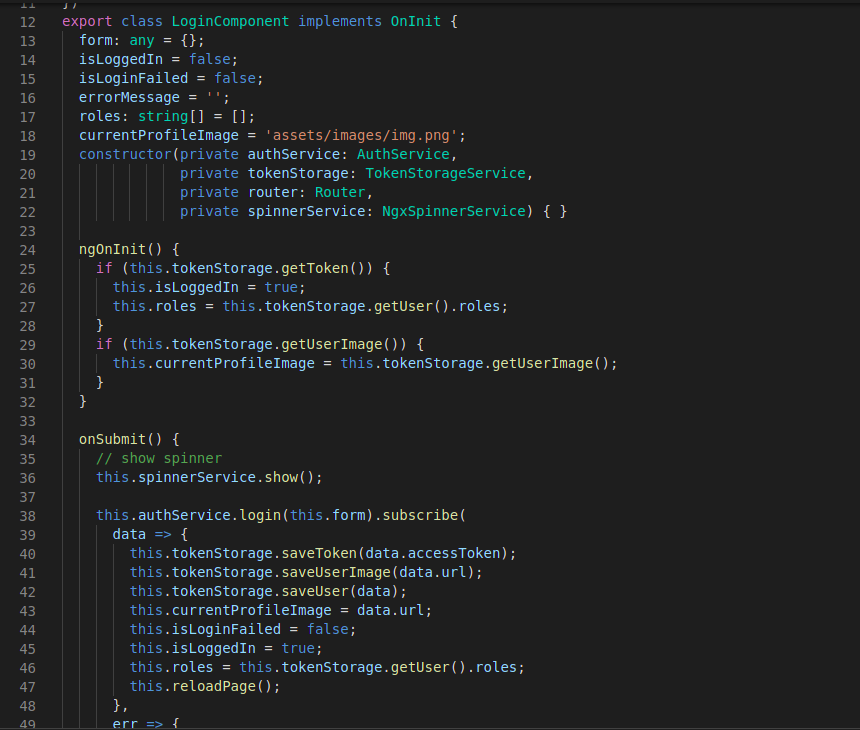 11 })
12 export class LoginComponent implements OnInit {
13   form: any = {};
14   isLoggedIn = false;
15   isLoginFailed = false;
16   errorMessage = '';
17   roles: string[] = [];
18   currentProfileImage = 'assets/images/img.png';
19   constructor(private authService: AuthService,
20               private tokenStorage: TokenStorageService,
21               private router: Router,
22               private spinnerService: NgxSpinnerService) { }
23
24   ngOnInit() {
25     if (this.tokenStorage.getToken()) {
26       this.isLoggedIn = true;
27       this.roles = this.tokenStorage.getUser().roles;
28     }
29     if (this.tokenStorage.getUserImage()) {
30       this.currentProfileImage = this.tokenStorage.getUserImage();
31     }
32   }
33
34   onSubmit() {
35     // show spinner
36     this.spinnerService.show();
37
38     this.authService.login(this.form).subscribe(
39       data => {
40         this.tokenStorage.saveToken(data.accessToken);
41         this.tokenStorage.saveUserImage(data.url);
42         this.tokenStorage.saveUser(data);
43         this.currentProfileImage = data.url;
44         this.isLoginFailed = false;
45         this.isLoggedIn = true;
46         this.roles = this.tokenStorage.getUser().roles;
47         this.reloadPage();
48       },
49       err => {